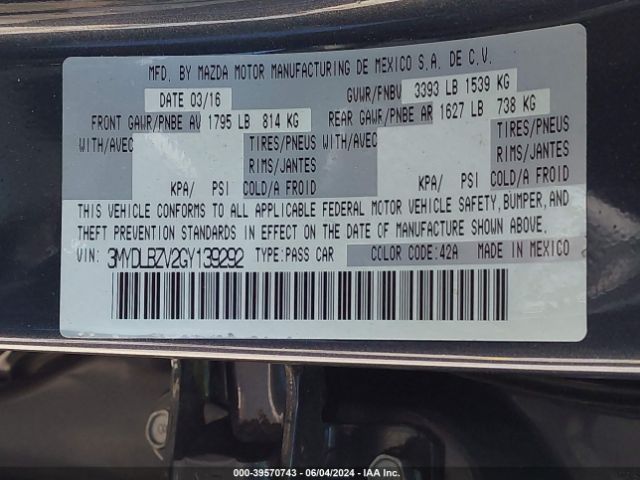 MFD. BY MAZDA MOTOR MANUFACTURING DE MEXICO S.A. DE C.V.
DATE 03/16 GVWR/PNBV 3393 LB 1539 KG
FRONT GAWR/PNBE AV 1795 LB 814 KG REAR GAWR/PNBE AR 1627 LB 738 KG
WITH/AVEC TIRES/PNEUS WITH/AVEC TIRES/PNEUS
RIMS/JANTES RIMS/JANTES
KPA/ PSI COLD/A FROID KPA/ PSI COLD/A FROID
THIS VEHICLE CONFORMS TO ALL APPLICABLE FEDERAL MOTOR VEHICLE SAFETY, BUMPER, AND
THEFT PREVENTION STANDARDS IN EFFECT ON THE DATE OF MANUFACTURE SHOWN ABOVE.
VIN: 3MYDLBZV2GY139292 TYPE:PASS CAR COLOR CODE:42A MADE IN MEXICO
000-39570743 - 06/04/2024 - IAA Inc.